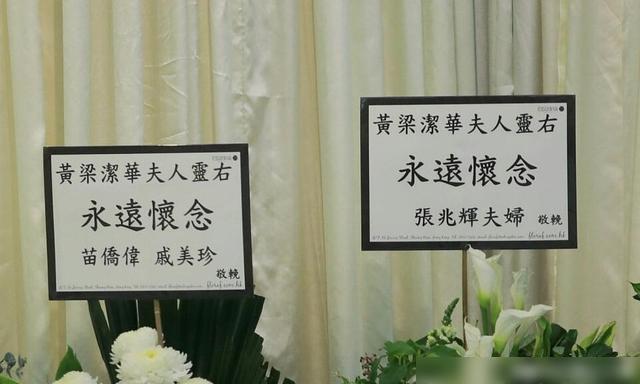 黃梁潔華夫人靈右
永遠懷念
苗僑偉 戚美珍
敬輓
黃梁潔華夫人靈右
永遠懷念
張兆輝夫婦 敬輓